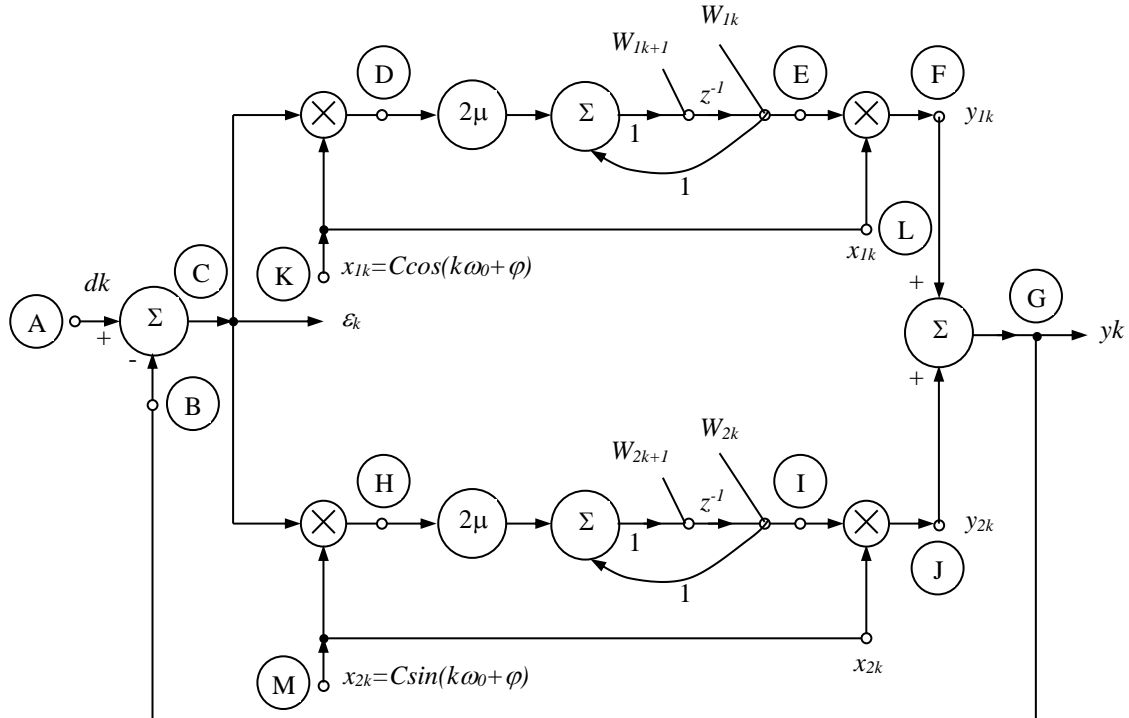 W1k
W1k+1
D
z-1
E
F
2μ
Σ
y1k
1
1
L
x1k
C
K
x1k=Ccos(kω0+φ)
dk
+
G
A
Σ
εk
Σ
yk
+
-
+
B
W2k
W2k+1
H
z-1
I
2μ
Σ
y2k
1
J
1
x2k
M
x2k=Csin(kω0+φ)